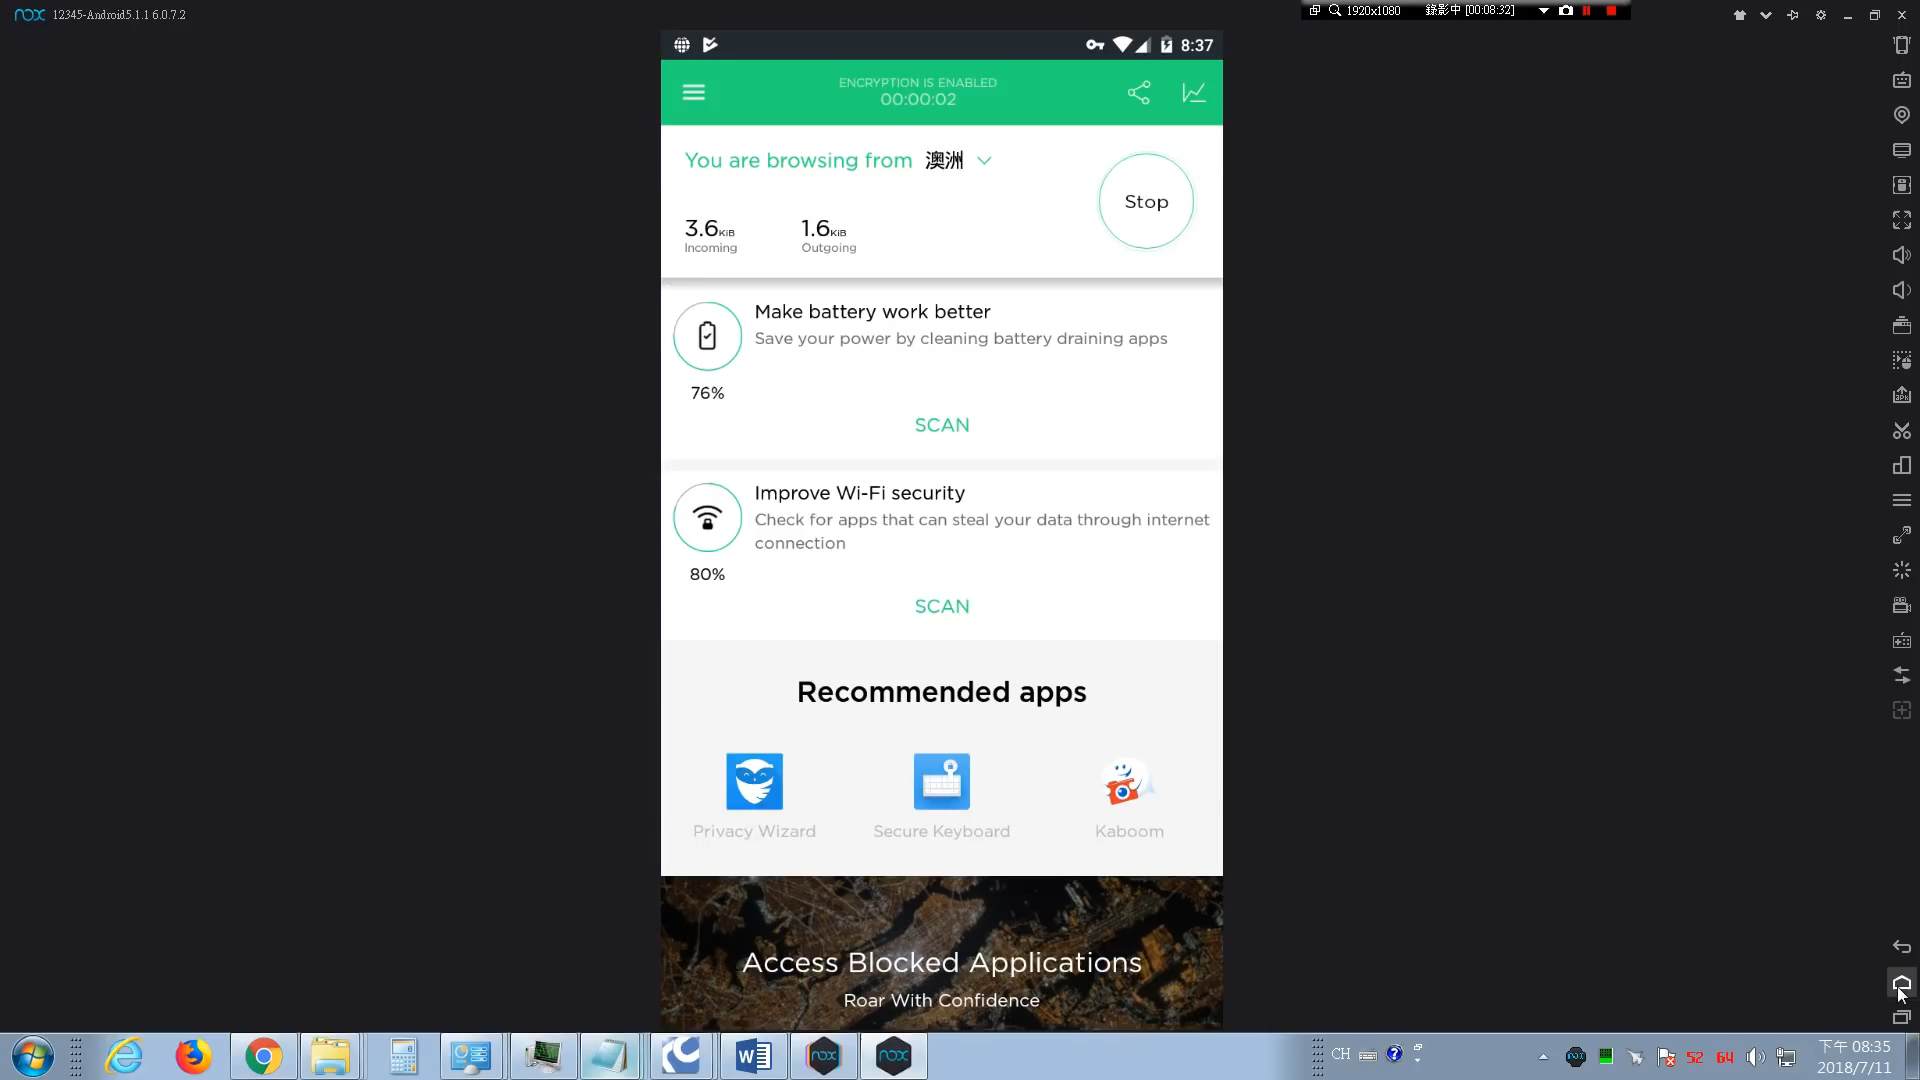 nox 12345-Android5.1.1 6.0.7.2
1920x1080 錄影中 [00:08:32]
8:37
ENCRYPTION IS ENABLED
00:00:02
You are browsing from 澳洲
Stop
3.6KiB
Incoming
1.6KiB
Outgoing
Make battery work better
Save your power by cleaning battery draining apps
76%
SCAN
Improve Wi-Fi security
Check for apps that can steal your data through internet
connection
80%
SCAN
Recommended apps
Privacy Wizard
Secure Keyboard
Kaboom
Access Blocked Applications
Roar With Confidence
CH
52
64
下午 08:35
2018/7/11